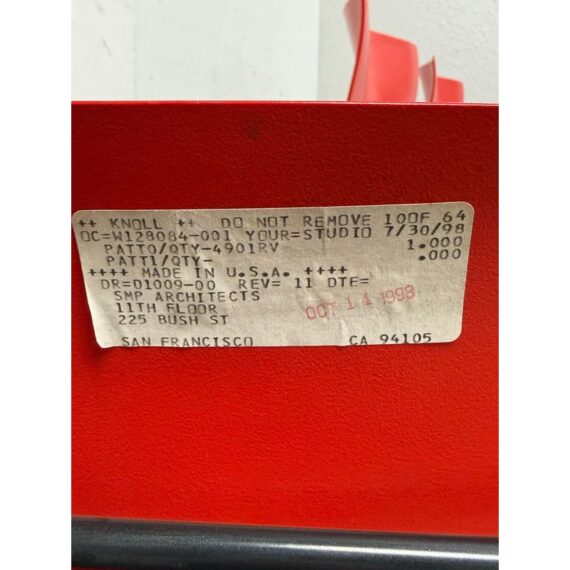 ++ KNOLL ++ DO NOT REMOVE 10OF 64
OC=W128084-001 YOUR=STUDIO 7/30/98
PATT0/QTY-4901RV 1.000
PATT1/QTY- .000
++++ MADE IN U.S.A. ++++
DR=01009-00 REV= 11 DTE=
SMP ARCHITECTS
11TH FLOOR OCT 14 1998
225 BUSH ST
SAN FRANCISCO CA 94105